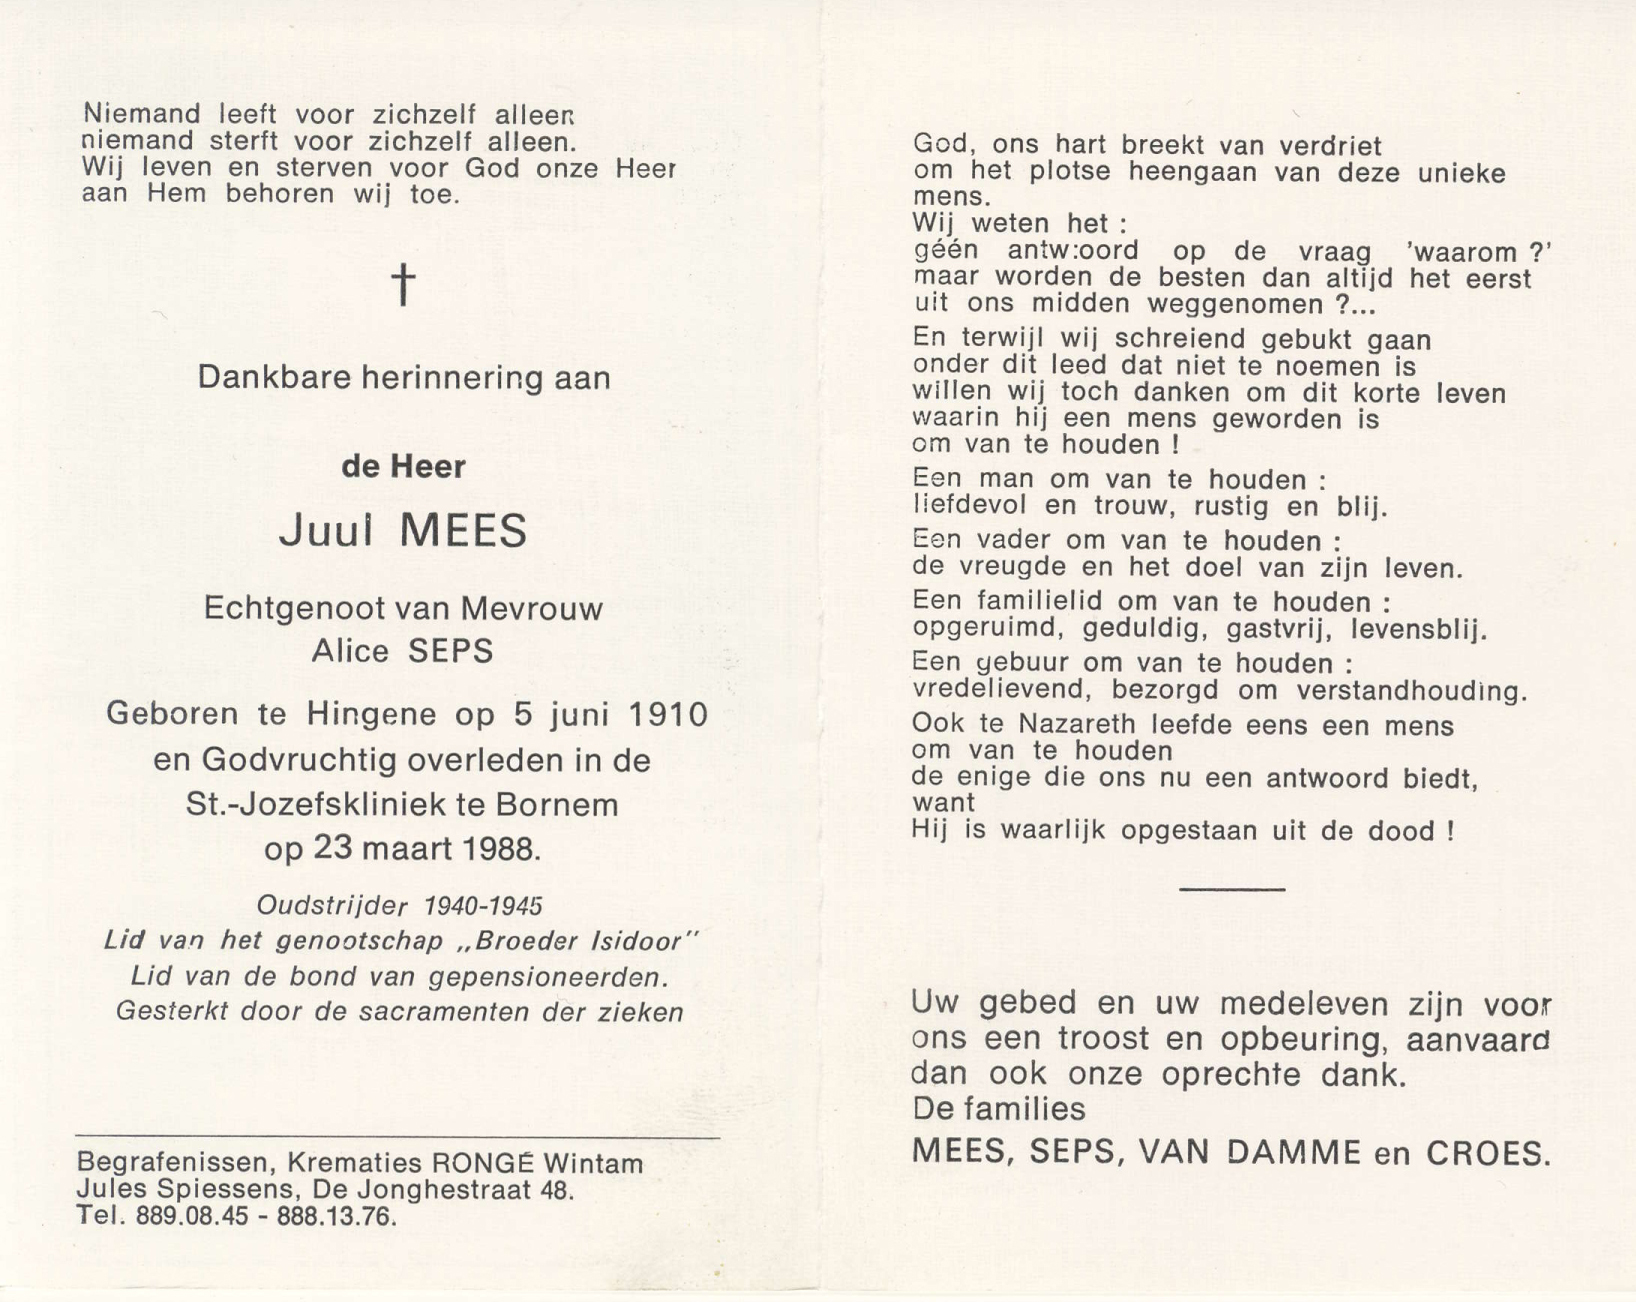 Niemand leeft voor zichzelf alleen
niemand sterft voor zichzelf alleen.
Wij leven en sterven voor God onze Heer
aan Hem behoren wij toe.
Dankbare herinnering aan
de Heer
Juul MEES
Echtgenoot van Mevrouw
Alice SEPS
Geboren te Hingene op 5 juni 1910
en Godvruchtig overleden in de
St.-Jozefskliniek te Bornem
op 23 maart 1988.
Oudstrijder 1940-1945
Lid van het genootschap „Broeder Isidoor”
Lid van de bond van gepensioneerden.
Gesterkt door de sacramenten der zieken
Begrafenissen, Krematies RONGÉ Wintam
Jules Spiessens, De Jonghestraat 48.
Tel. 889.08.45 - 888.13.76.
God, ons hart breekt van verdriet
om het plotse heengaan van deze unieke
mens.
Wij weten het :
géén antw:oord op de vraag 'waarom ?'
maar worden de besten dan altijd het eerst
uit ons midden weggenomen ?...
En terwijl wij schreiend gebukt gaan
onder dit leed dat niet te noemen is
willen wij toch danken om dit korte leven
waarin hij een mens geworden is
om van te houden !
Een man om van te houden :
liefdevol en trouw, rustig en blij.
Een vader om van te houden :
de vreugde en het doel van zijn leven.
Een familielid om van te houden :
opgeruimd, geduldig, gastvrij, levensblij.
Een gebuur om van te houden :
vredelievend, bezorgd om verstandhouding.
Ook te Nazareth leefde eens een mens
om van te houden
de enige die ons nu een antwoord biedt,
want
Hij is waarlijk opgestaan uit de dood !
Uw gebed en uw medeleven zijn voor
ons een troost en opbeuring, aanvaard
dan ook onze oprechte dank.
De families
MEES, SEPS, VAN DAMME en CROES.